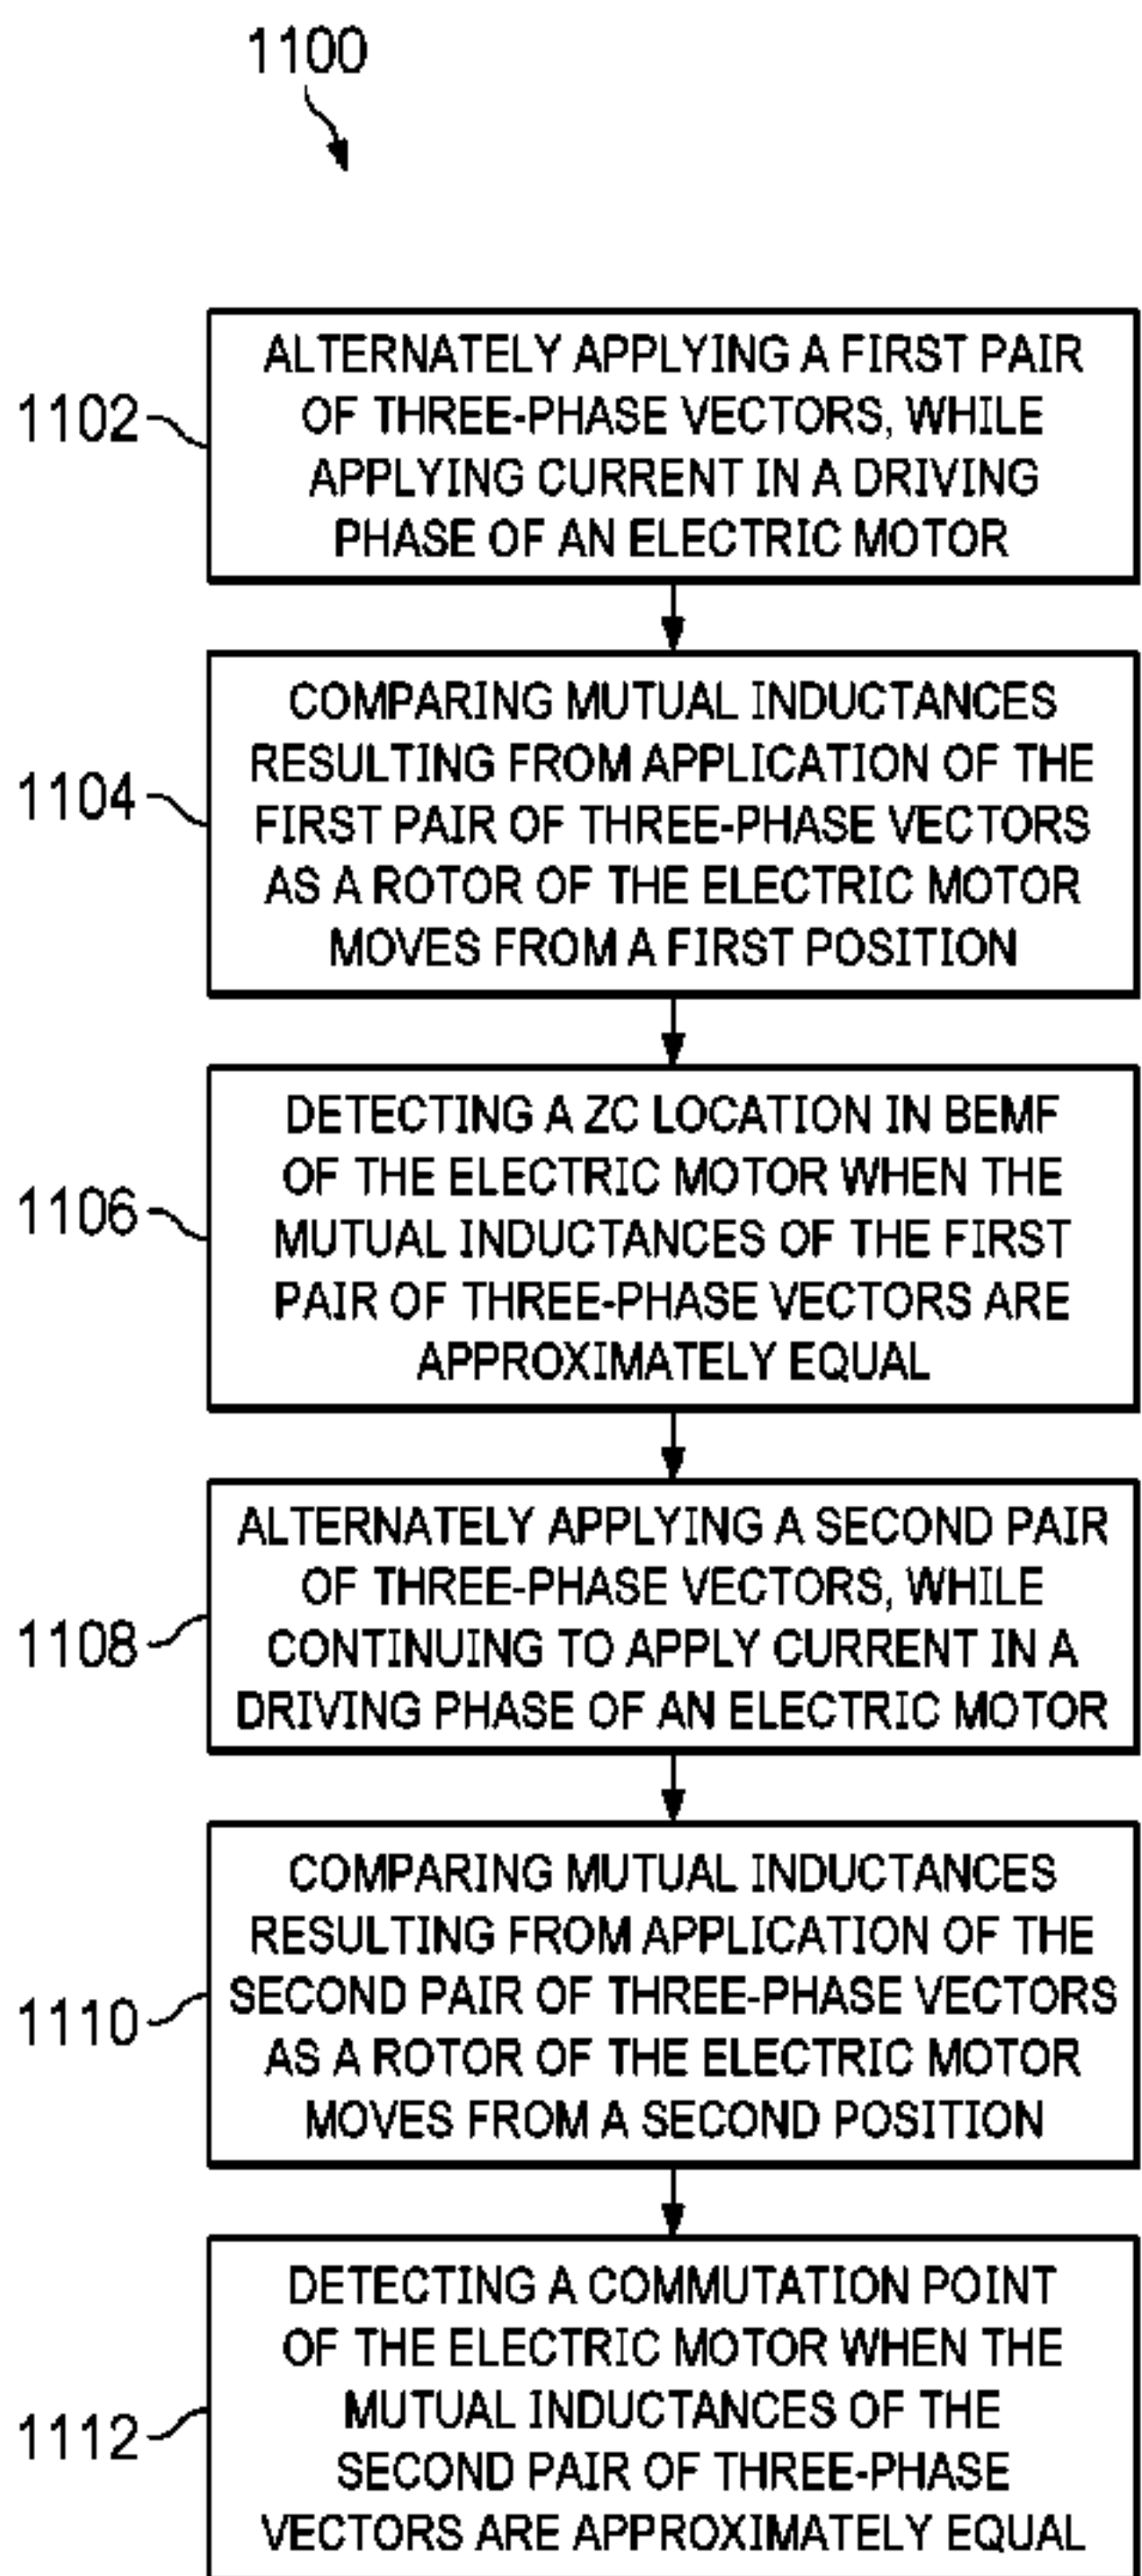 1100
1102
ALTERNATELY APPLYING A FIRST PAIR
OF THREE-PHASE VECTORS, WHILE
APPLYING CURRENT IN A DRIVING
PHASE OF AN ELECTRIC MOTOR
1104
COMPARING MUTUAL INDUCTANCES
RESULTING FROM APPLICATION OF THE
FIRST PAIR OF THREE-PHASE VECTORS
AS A ROTOR OF THE ELECTRIC MOTOR
MOVES FROM A FIRST POSITION
1106
DETECTING A ZC LOCATION IN BEMF
OF THE ELECTRIC MOTOR WHEN THE
MUTUAL INDUCTANCES OF THE FIRST
PAIR OF THREE-PHASE VECTORS ARE
APPROXIMATELY EQUAL
1108
ALTERNATELY APPLYING A SECOND PAIR
OF THREE-PHASE VECTORS, WHILE
CONTINUING TO APPLY CURRENT IN A
DRIVING PHASE OF AN ELECTRIC MOTOR
1110
COMPARING MUTUAL INDUCTANCES
RESULTING FROM APPLICATION OF THE
SECOND PAIR OF THREE-PHASE VECTORS
AS A ROTOR OF THE ELECTRIC MOTOR
MOVES FROM A SECOND POSITION
1112
DETECTING A COMMUTATION POINT
OF THE ELECTRIC MOTOR WHEN THE
MUTUAL INDUCTANCES OF THE
SECOND PAIR OF THREE-PHASE
VECTORS ARE APPROXIMATELY EQUAL